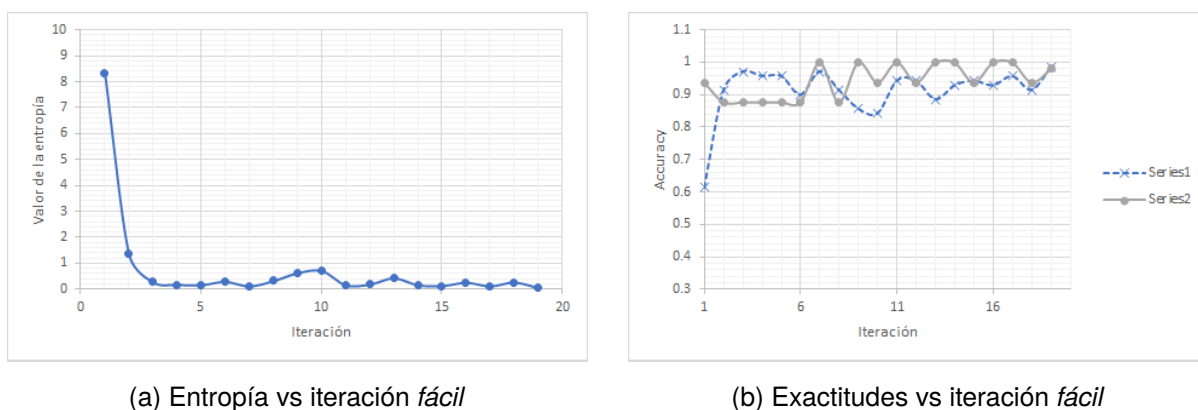 10
9
8
7
6
5
4
3
2
1
0
Valor de la entropía
0 5 10 15 20
Iteración
1.1
1
0.9
0.8
0.7
0.6
0.5
0.4
0.3
Accuracy
1 6 11 16
Iteración
Series1
Series2
(a) Entropía vs iteración fácil
(b) Exactitudes vs iteración fácil